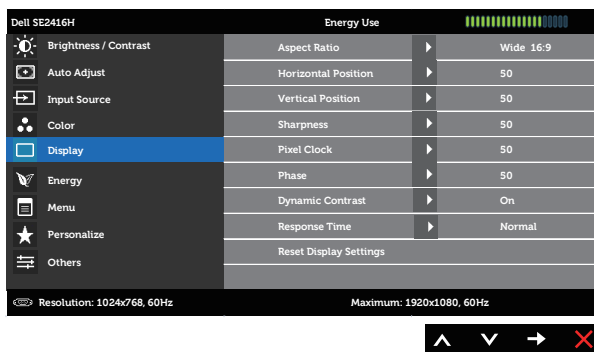 Dell SE2416H Energy Use
Brightness / Contrast Aspect Ratio Wide 16:9
Auto Adjust Horizontal Position 50
Input Source Vertical Position 50
Color Sharpness 50
Display Pixel Clock 50
Energy Phase 50
Menu Dynamic Contrast On
Personalize Response Time Normal
Others Reset Display Settings
Resolution: 1024x768, 60Hz Maximum: 1920x1080, 60Hz